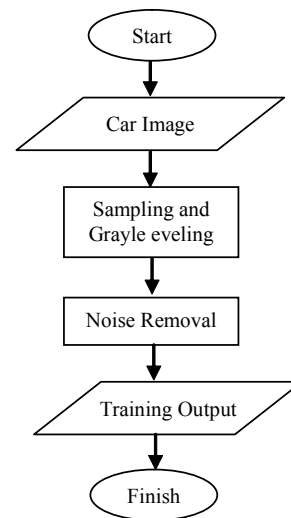 Start
Car Image
Sampling and
Grayle eveling
Noise Removal
Training Output
Finish